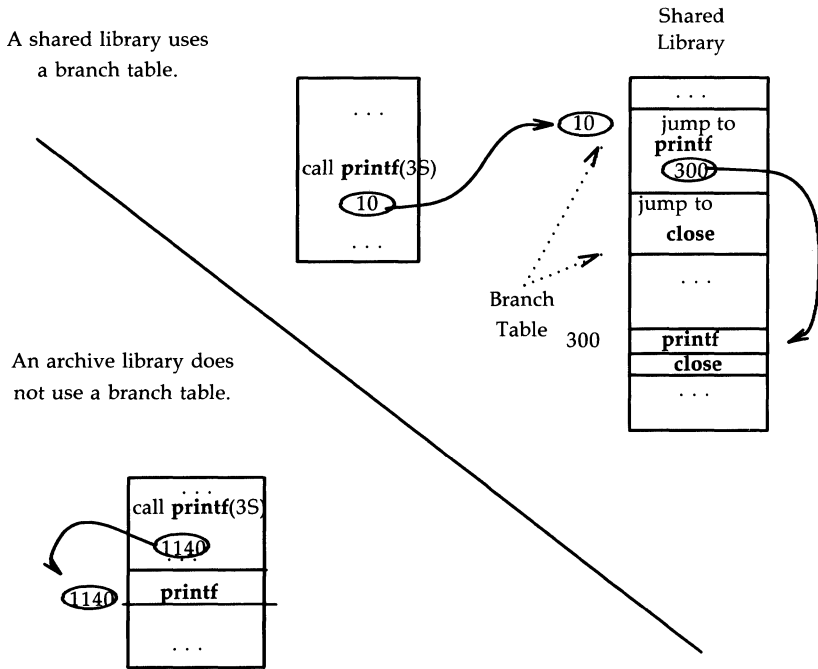 A shared library uses
a branch table.
Shared
Library
. . .
call printf(3S)
10
. . .
10
. . .
jump to
printf
300
jump to
close
. . .
Branch
Table
300
printf
close
. . .
An archive library does
not use a branch table.
. . .
call printf(3S)
1140
. . .
1140
printf
. . .